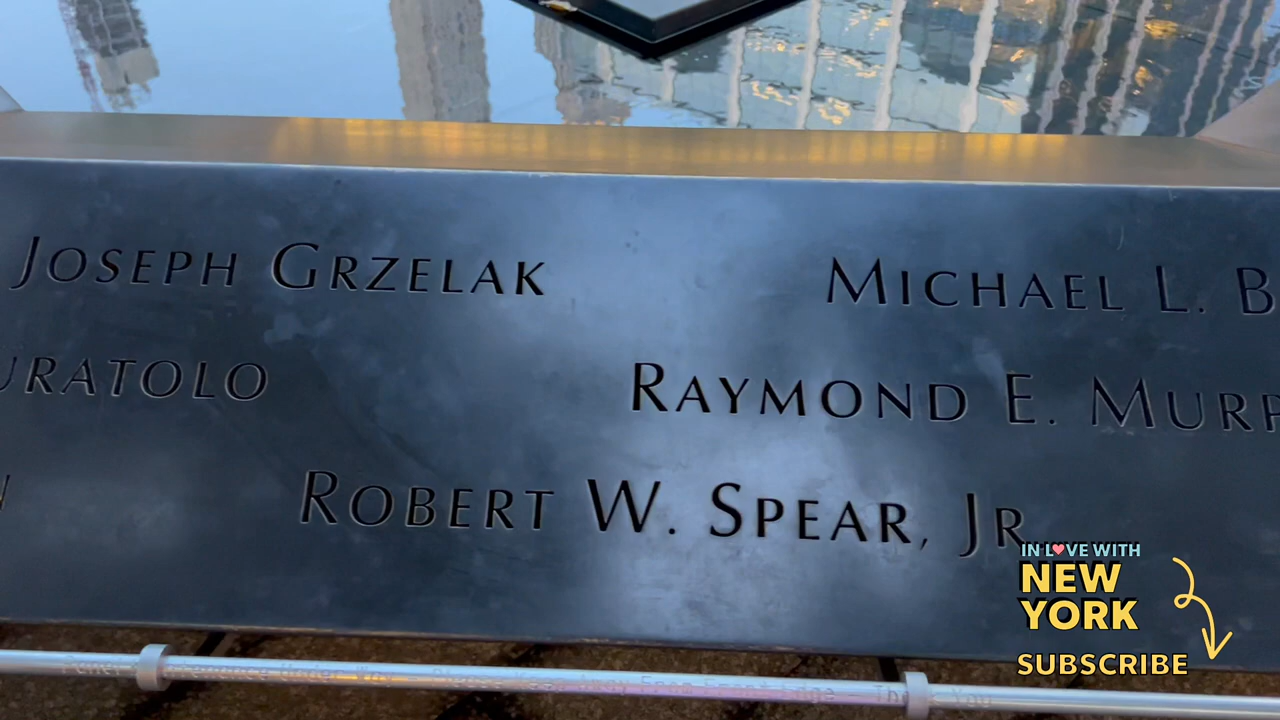 JOSEPH GRZELAK MICHAEL L. B
URATOLO RAYMOND E. MURP
ROBERT W. SPEAR, JR
IN LOVE WITH
NEW
YORK
SUBSCRIBE